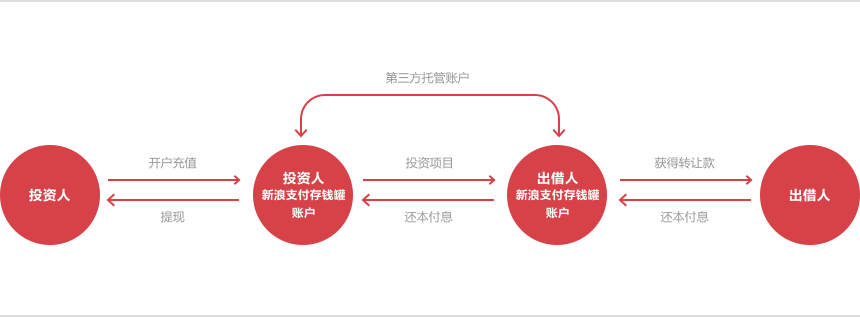 第三方托管账户
开户充值
投资项目
获得转让款
投资人
投资人
新浪支付存钱罐
账户
出借人
新浪支付存钱罐
账户
出借人
提现
还本付息
还本付息